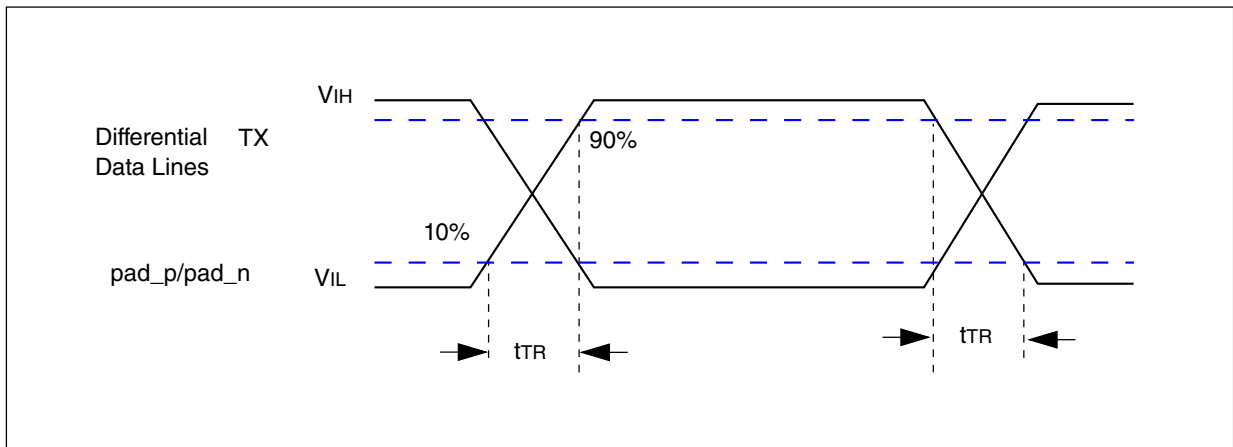 VIH
Differential TX
Data Lines
90%
10%
pad_p/pad_n
VIL
tTR
tTR